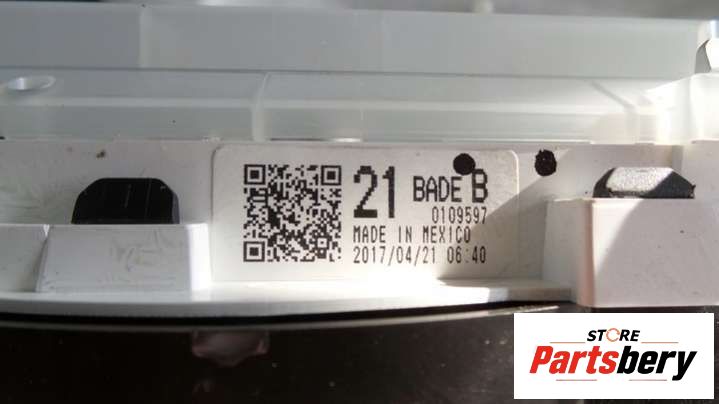 21 BADE B
0109597
MADE IN MEXICO
2017/04/21 06:40
STORE
Partsbery